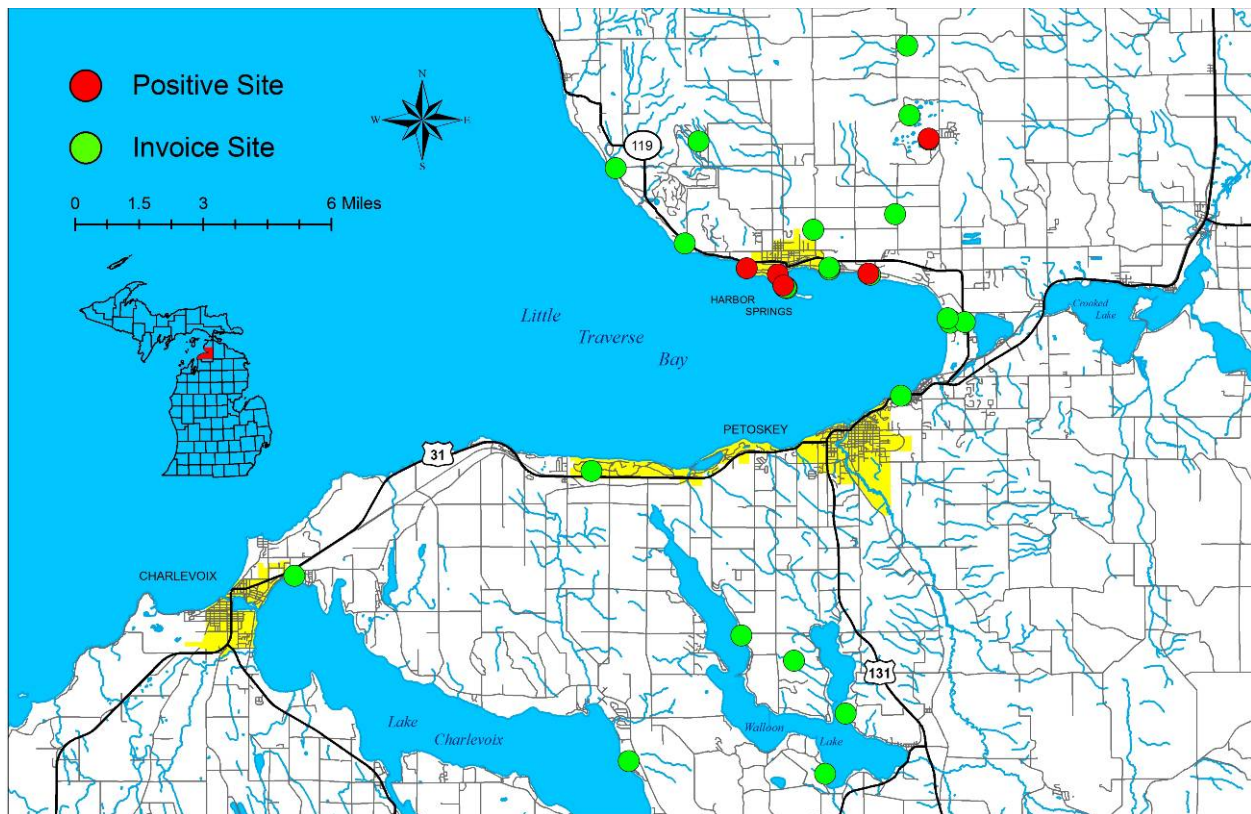 Positive Site
Invoice Site
N
W E
S
0 1.5 3 6 Miles
119
HARBOR
SPRINGS
Little
Traverse
Bay
Crooked
Lake
PETOSKEY
31
CHARLEVOIX
131
Walloon
Lake
Lake
Charlevoix